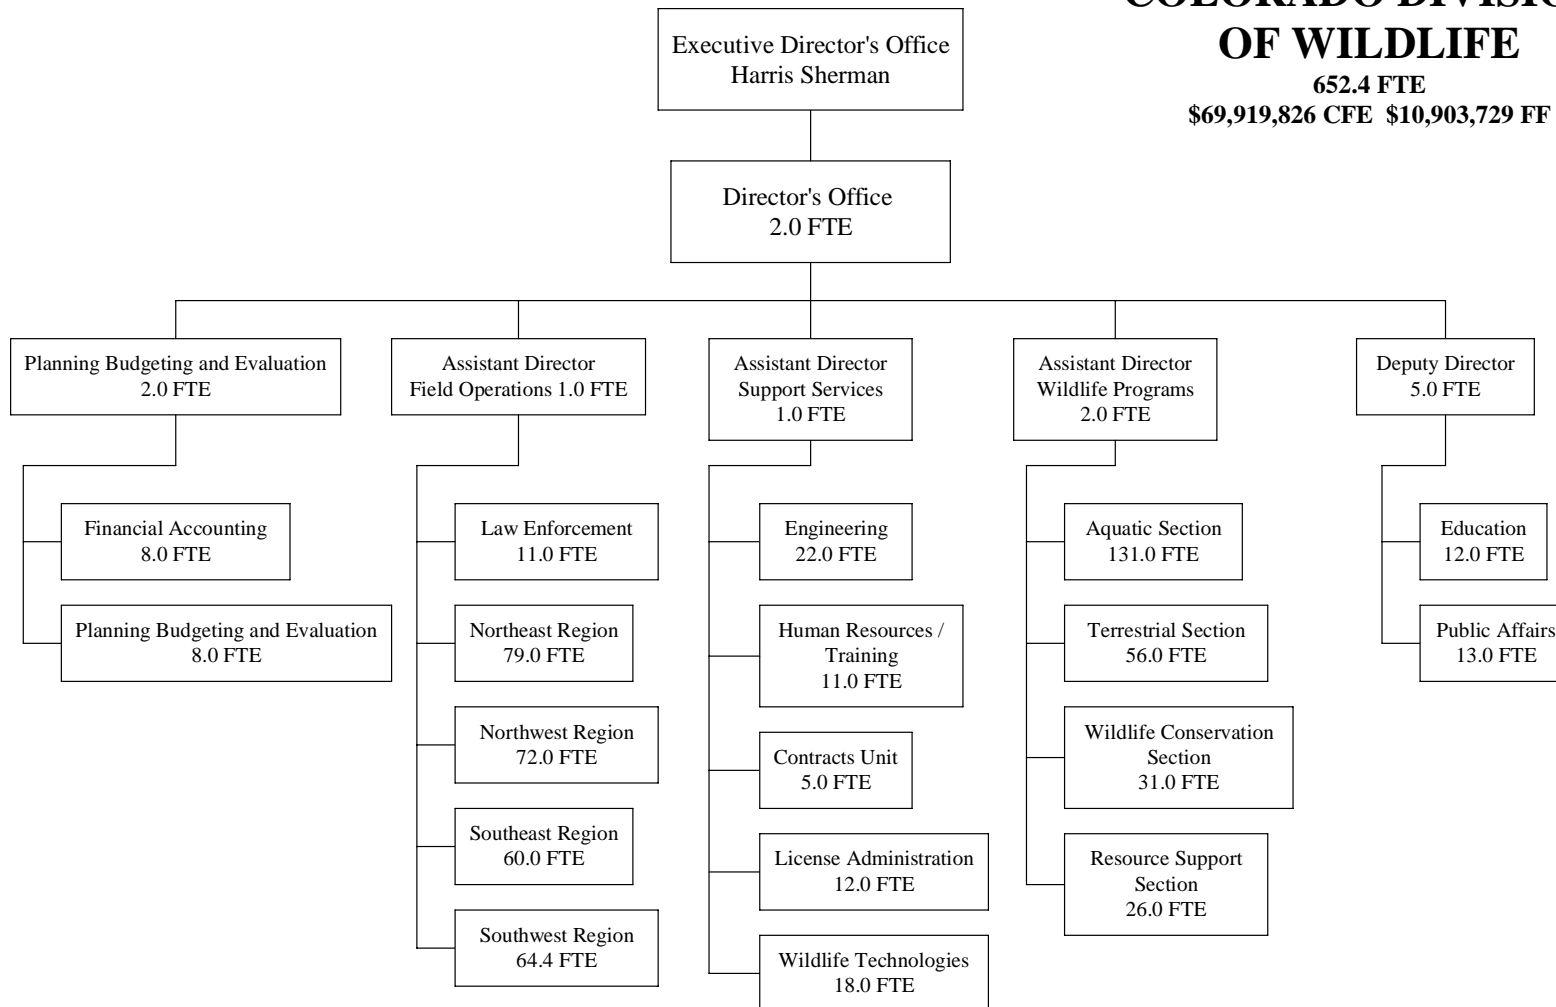 COLORADO DIVISIO
OF WILDLIFE
652.4 FTE
$69,919,826 CFE $10,903,729 FF
Executive Director's Office
Harris Sherman
Director's Office
2.0 FTE
Planning Budgeting and Evaluation
2.0 FTE
Financial Accounting
8.0 FTE
Planning Budgeting and Evaluation
8.0 FTE
Assistant Director
Field Operations 1.0 FTE
Law Enforcement
11.0 FTE
Northeast Region
79.0 FTE
Northwest Region
72.0 FTE
Southeast Region
60.0 FTE
Southwest Region
64.4 FTE
Assistant Director
Support Services
1.0 FTE
Engineering
22.0 FTE
Human Resources /
Training
11.0 FTE
Contracts Unit
5.0 FTE
License Administration
12.0 FTE
Wildlife Technologies
18.0 FTE
Assistant Director
Wildlife Programs
2.0 FTE
Aquatic Section
131.0 FTE
Terrestrial Section
56.0 FTE
Wildlife Conservation
Section
31.0 FTE
Resource Support
Section
26.0 FTE
Deputy Director
5.0 FTE
Education
12.0 FTE
Public Affairs
13.0 FTE